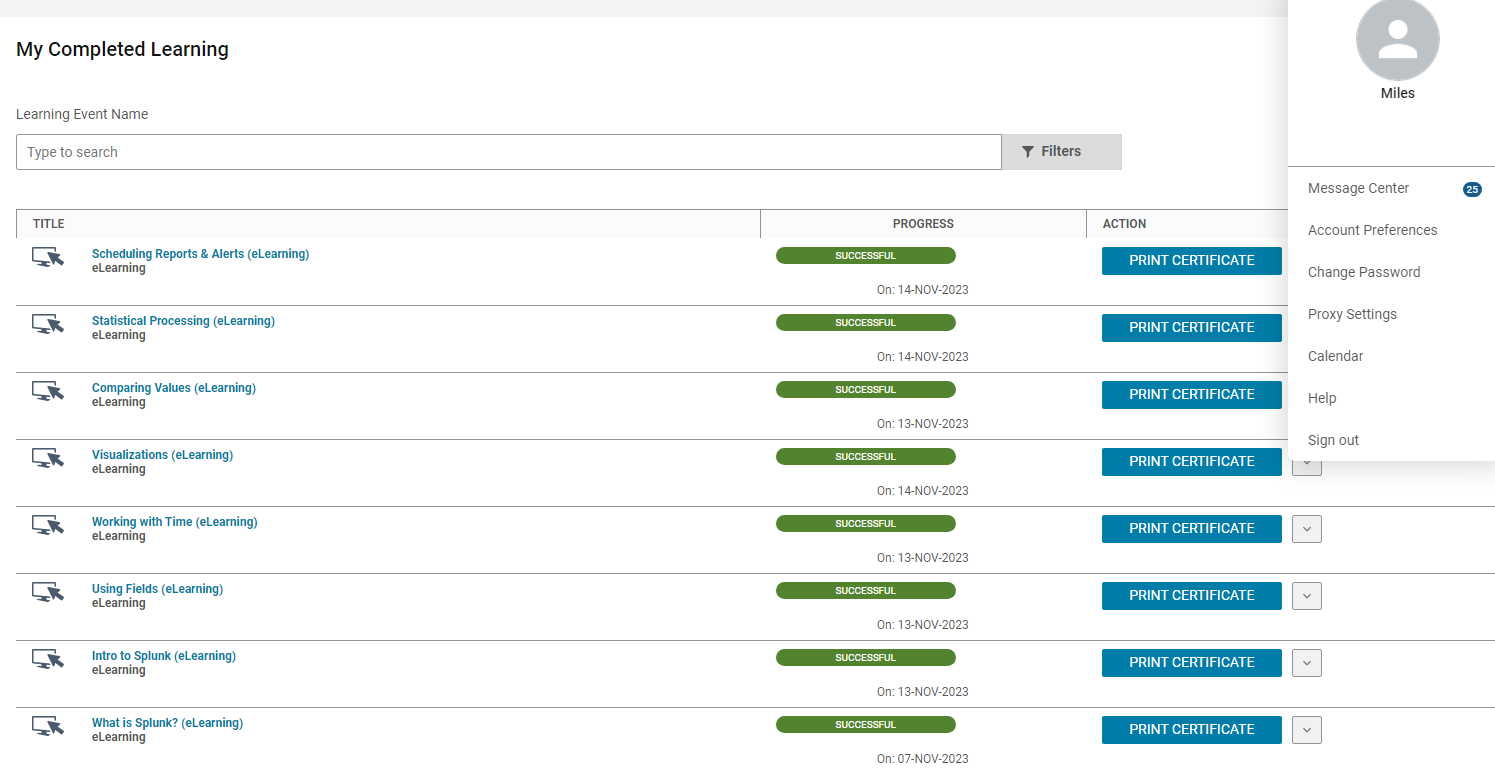 My Completed Learning
Miles
Learning Event Name
Type to search
Filters
Message Center 25
Account Preferences
Change Password
Proxy Settings
Calendar
Help
Sign out
TITLE PROGRESS ACTION
Scheduling Reports & Alerts (eLearning) SUCCESSFUL PRINT CERTIFICATE
eLearning
On: 14-NOV-2023
Statistical Processing (eLearning) SUCCESSFUL PRINT CERTIFICATE
eLearning
On: 14-NOV-2023
Comparing Values (eLearning) SUCCESSFUL PRINT CERTIFICATE
eLearning
On: 13-NOV-2023
Visualizations (eLearning) SUCCESSFUL PRINT CERTIFICATE
eLearning
On: 14-NOV-2023
Working with Time (eLearning) SUCCESSFUL PRINT CERTIFICATE
eLearning
On: 13-NOV-2023
Using Fields (eLearning) SUCCESSFUL PRINT CERTIFICATE
eLearning
On: 13-NOV-2023
Intro to Splunk (eLearning) SUCCESSFUL PRINT CERTIFICATE
eLearning
On: 13-NOV-2023
What is Splunk? (eLearning) SUCCESSFUL PRINT CERTIFICATE
eLearning
On: 07-NOV-2023